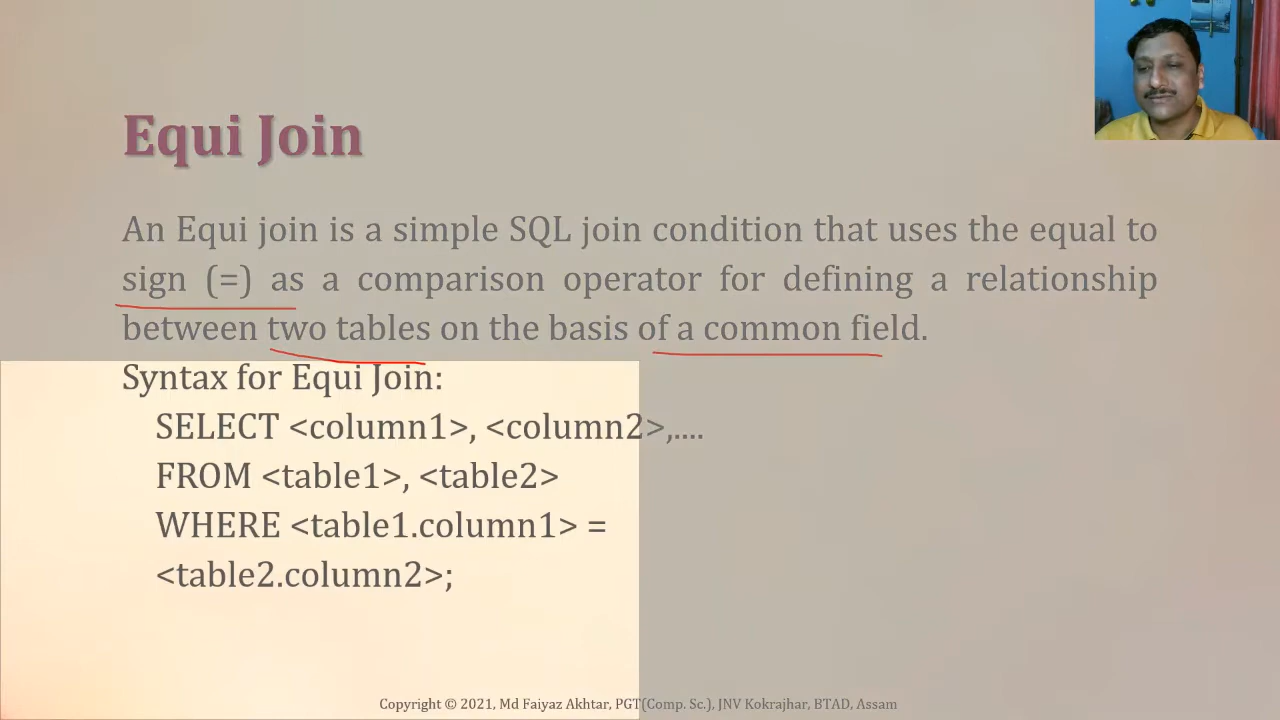 Equi Join
An Equi join is a simple SQL join condition that uses the equal to
sign (=) as a comparison operator for defining a relationship
between two tables on the basis of a common field.
Syntax for Equi Join:
SELECT <column1>, <column2>,....
FROM <table1>, <table2>
WHERE <table1.column1> =
<table2.column2>;
Copyright © 2021, Md Faiyaz Akhtar, PGT(Comp. Sc.), JNV Kokrajhar, BTAD, Assam